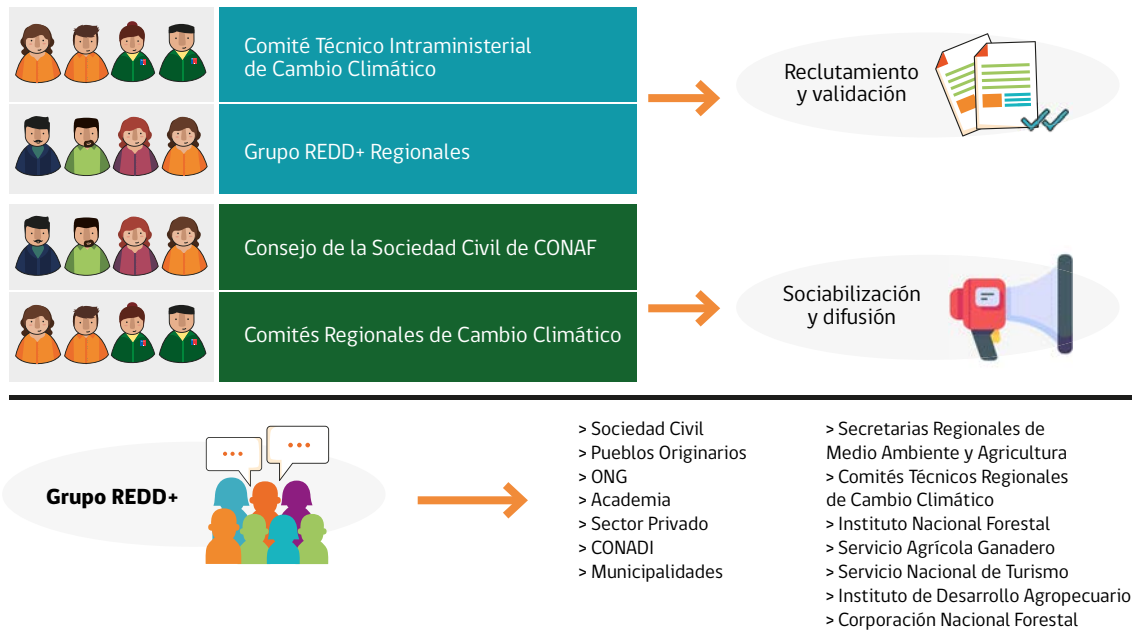 Comité Técnico Intraministerial
de Cambio Climático
Reclutamiento
y validación
Grupo REDD+ Regionales
Consejo de la Sociedad Civil de CONAF
Sociabilización
y difusión
Comités Regionales de Cambio Climático
Grupo REDD+
> Sociedad Civil
> Pueblos Originarios
> ONG
> Academia
> Sector Privado
> CONADI
> Municipalidades
> Secretarias Regionales de
Medio Ambiente y Agricultura
> Comités Técnicos Regionales
de Cambio Climático
> Instituto Nacional Forestal
> Servicio Agrícola Ganadero
> Servicio Nacional de Turismo
> Instituto de Desarrollo Agropecuario
> Corporación Nacional Forestal